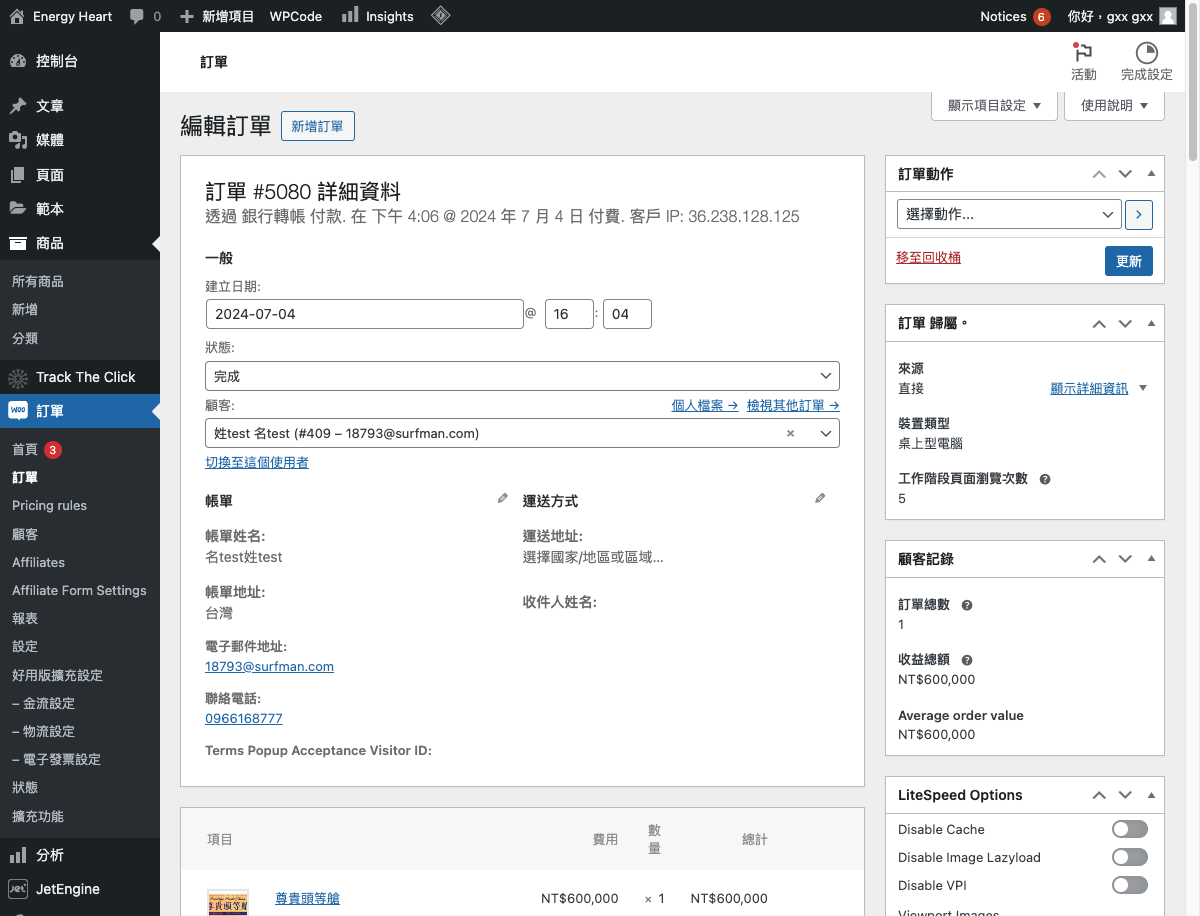 Energy Heart 0 新增項目 WPCode Insights Notices 6 你好，gxx gxx
控制台
文章
媒體
頁面
範本
商品
所有商品
新增
分類
Track The Click
訂單
首頁 3
訂單
Pricing rules
顧客
Affiliates
Affiliate Form Settings
報表
設定
好用版擴充設定
– 金流設定
– 物流設定
– 電子發票設定
狀態
擴充功能
分析
JetEngine
訂單
活動
完成設定
顯示項目設定 ▼
使用說明 ▼
編輯訂單 新增訂單
訂單 #5080 詳細資料
透過 銀行轉帳 付款. 在 下午 4:06 @ 2024 年 7 月 4 日 付費. 客戶 IP: 36.238.128.125
一般
建立日期:
2024-07-04 @ 16 : 04
狀態:
完成
顧客: 個人檔案 → 檢視其他訂單 →
姓test 名test (#409 – 18793@surfman.com) ×
切換至這個使用者
帳單
帳單姓名:
名test姓test
帳單地址:
台灣
電子郵件地址:
18793@surfman.com
聯絡電話:
0966168777
Terms Popup Acceptance Visitor ID:
運送方式
運送地址:
選擇國家/地區或區域...
收件人姓名:
項目 費用 數量 總計
尊貴頭等艙 NT$600,000 × 1 NT$600,000
訂單動作
選擇動作...
移至回收桶 更新
訂單 歸屬。
來源
直接 顯示詳細資訊 ▼
裝置類型
桌上型電腦
工作階段頁面瀏覽次數 ?
5
顧客記錄
訂單總數 ?
1
收益總額 ?
NT$600,000
Average order value
NT$600,000
LiteSpeed Options
Disable Cache
Disable Image Lazyload
Disable VPI
Viewport Images